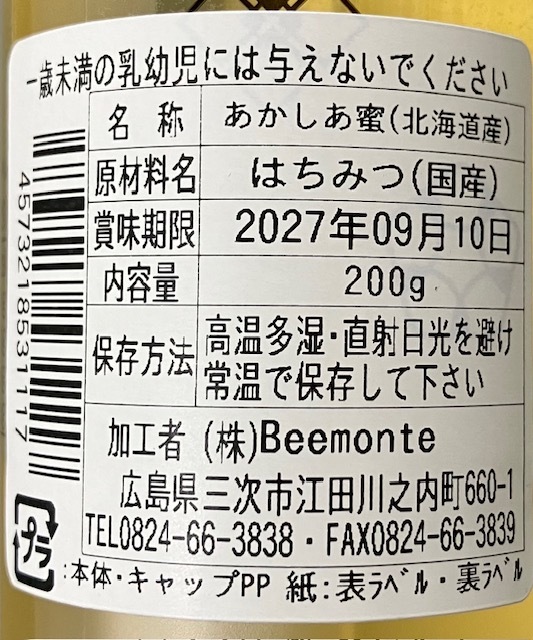 一歳未満の乳幼児には与えないでください
名 称 あかしあ蜜(北海道産)
原材料名 はちみつ(国産)
賞味期限 2027年09月10日
内容量 200g
保存方法 高温多湿・直射日光を避け
常温で保存して下さい
加工者 (株)Beemonte
広島県三次市江田川之内町660-1
TEL0824-66-3838・FAX0824-66-3839
プラ :本体・キャップPP 紙:表ﾗﾍﾞﾙ・裏ﾗﾍﾞﾙ
4573218531117